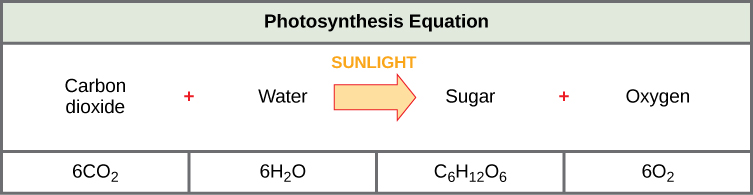 Photosynthesis Equation
SUNLIGHT
Carbon dioxide + Water Sugar + Oxygen
6CO₂ 6H₂O C₆H₁₂O₆ 6O₂